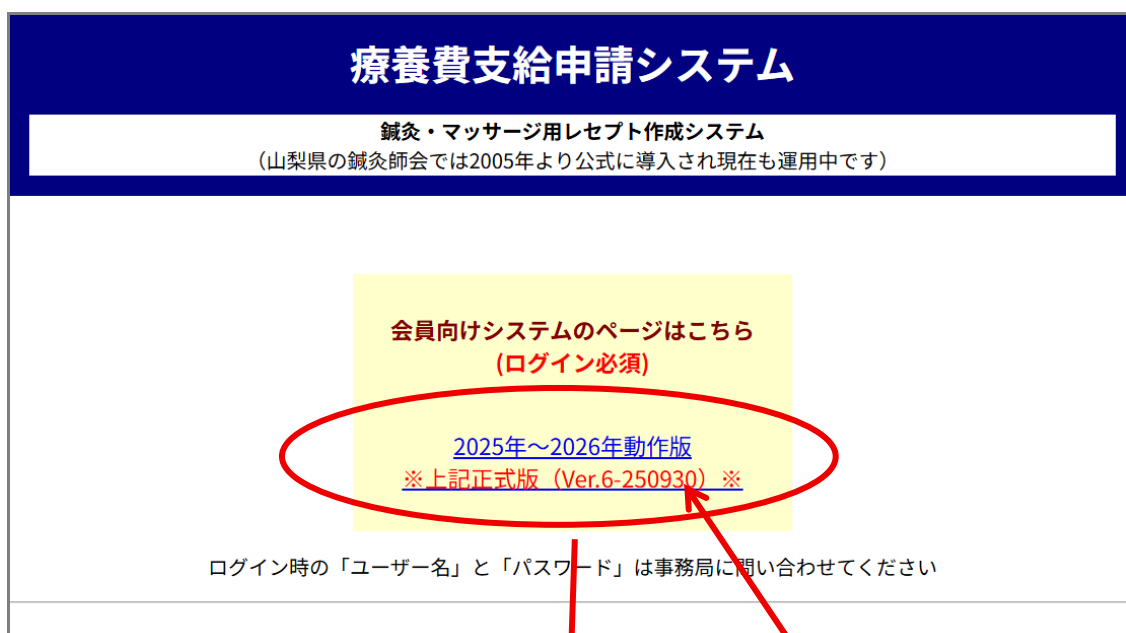 療養費支給申請システム
鍼灸・マッサージ用レセプト作成システム
（山梨県の鍼灸師会では2005年より公式に導入され現在も運用中です）
会員向けシステムのページはこちら
(ログイン必須)
2025年～2026年動作版
※上記正式版（Ver.6-250930）※
ログイン時の「ユーザー名」と「パスワード」は事務局に問い合わせてください